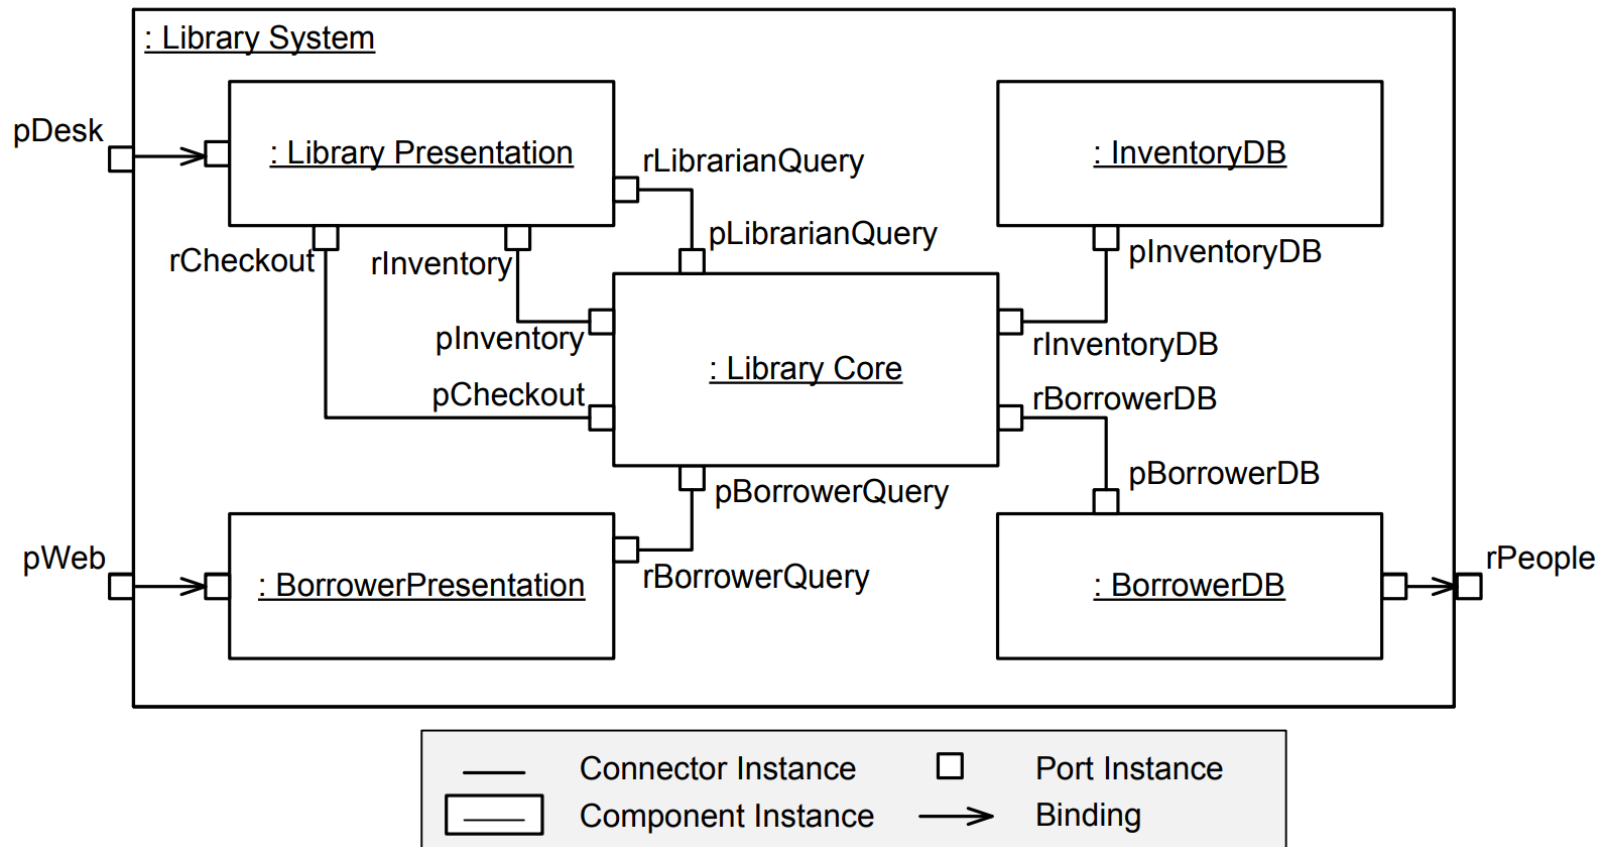 : Library System
pDesk
: Library Presentation
: InventoryDB
rLibrarianQuery
pLibrarianQuery
pInventoryDB
rCheckout
rInventory
pInventory
rInventoryDB
: Library Core
pCheckout
rBorrowerDB
pBorrowerDB
pBorrowerQuery
pWeb
rPeople
: BorrowerPresentation
rBorrowerQuery
: BorrowerDB
Connector Instance
Port Instance
Component Instance
Binding